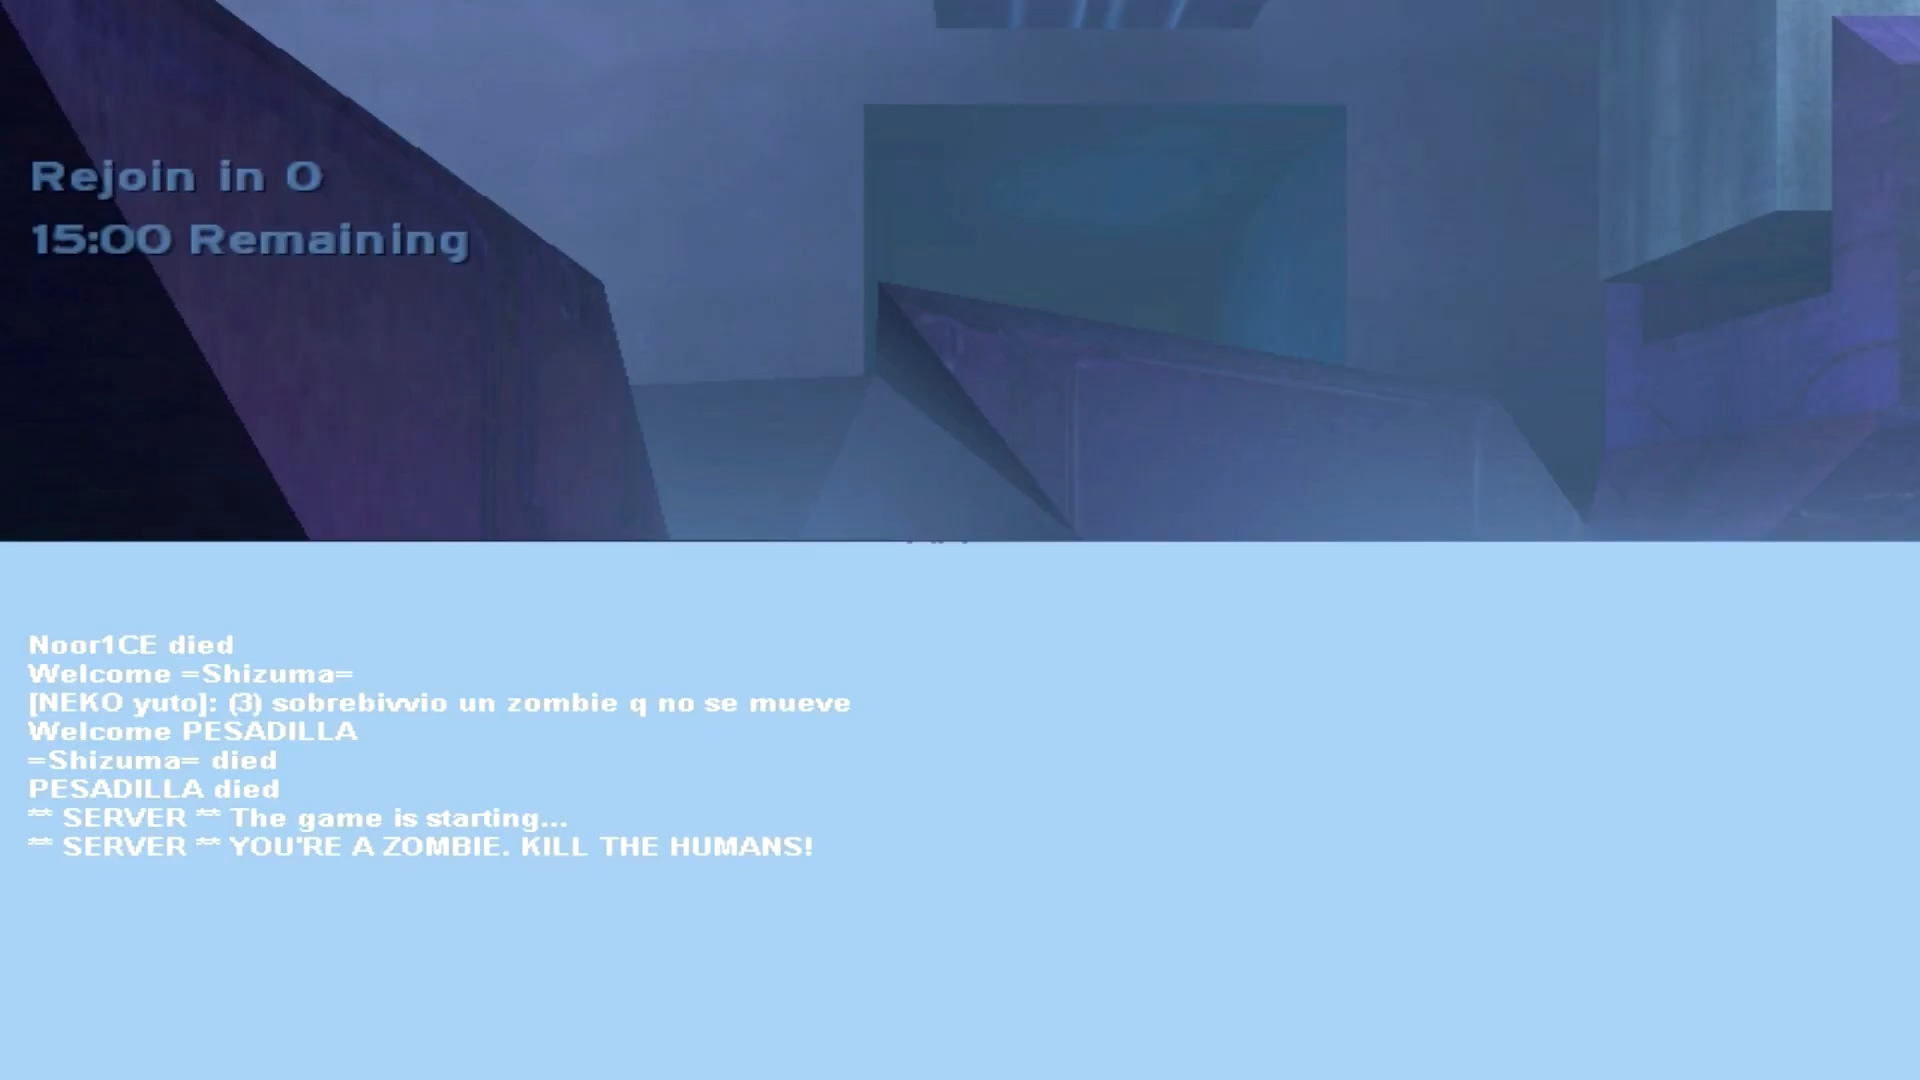 Rejoin in 0
15:00 Remaining
Noor1CE died
Welcome =Shizuma=
[NEKO yuto]: (3) sobrebivvio un zombie q no se mueve
Welcome PESADILLA
=Shizuma= died
PESADILLA died
** SERVER ** The game is starting...
** SERVER ** YOU'RE A ZOMBIE. KILL THE HUMANS!